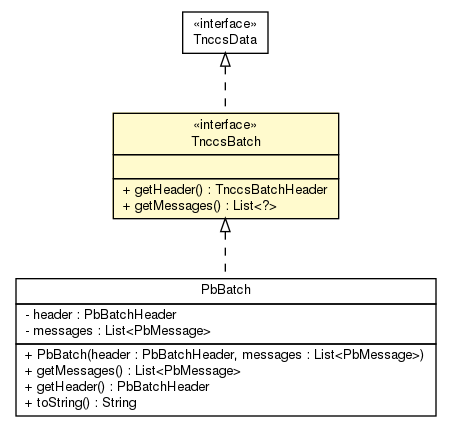 «interface»
TnccsData
«interface»
TnccsBatch
+ getHeader() : TnccsBatchHeader
+ getMessages() : List<?>
PbBatch
- header : PbBatchHeader
- messages : List<PbMessage>
+ PbBatch(header : PbBatchHeader, messages : List<PbMessage>)
+ getMessages() : List<PbMessage>
+ getHeader() : PbBatchHeader
+ toString() : String